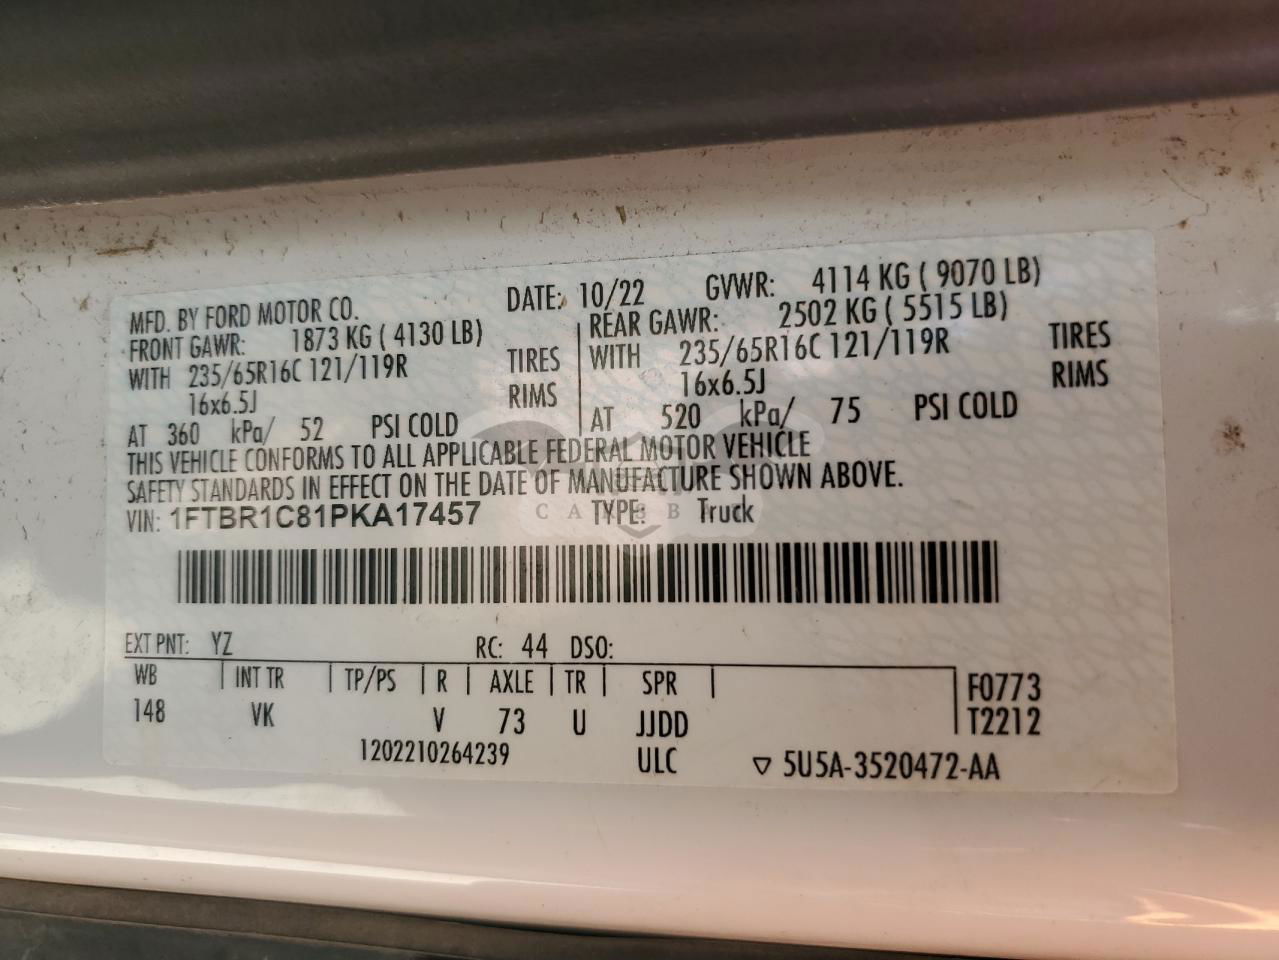 MFD. BY FORD MOTOR CO. DATE: 10/22 GVWR: 4114 KG ( 9070 LB)
FRONT GAWR: 1873 KG ( 4130 LB) REAR GAWR: 2502 KG ( 5515 LB)
WITH 235/65R16C 121/119R TIRES WITH 235/65R16C 121/119R TIRES
16x6.5J RIMS 16x6.5J RIMS
AT 360 kPa/ 52 PSI COLD AT 520 kPa/ 75 PSI COLD
THIS VEHICLE CONFORMS TO ALL APPLICABLE FEDERAL MOTOR VEHICLE
SAFETY STANDARDS IN EFFECT ON THE DATE OF MANUFACTURE SHOWN ABOVE.
VIN: 1FTBR1C81PKA17457 TYPE: Truck
EXT PNT: YZ RC: 44 DSO:
WB INT TR TP/PS R AXLE TR SPR F0773
148 VK V 73 U JJDD T2212
1202210264239 ULC ▽ 5U5A-3520472-AA